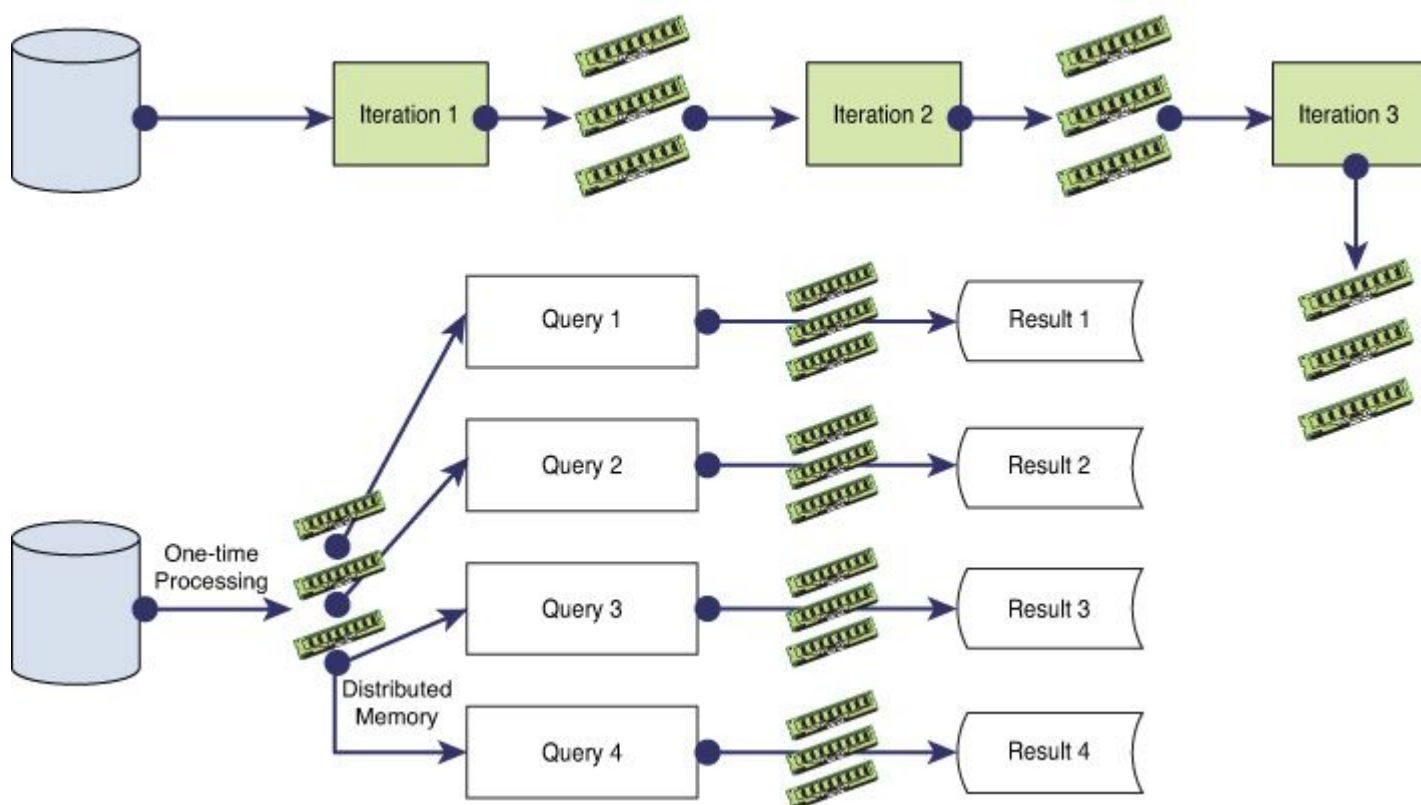 Iteration 1
Iteration 2
Iteration 3
Query 1
Result 1
Query 2
Result 2
One-time
Processing
Query 3
Result 3
Distributed
Memory
Query 4
Result 4